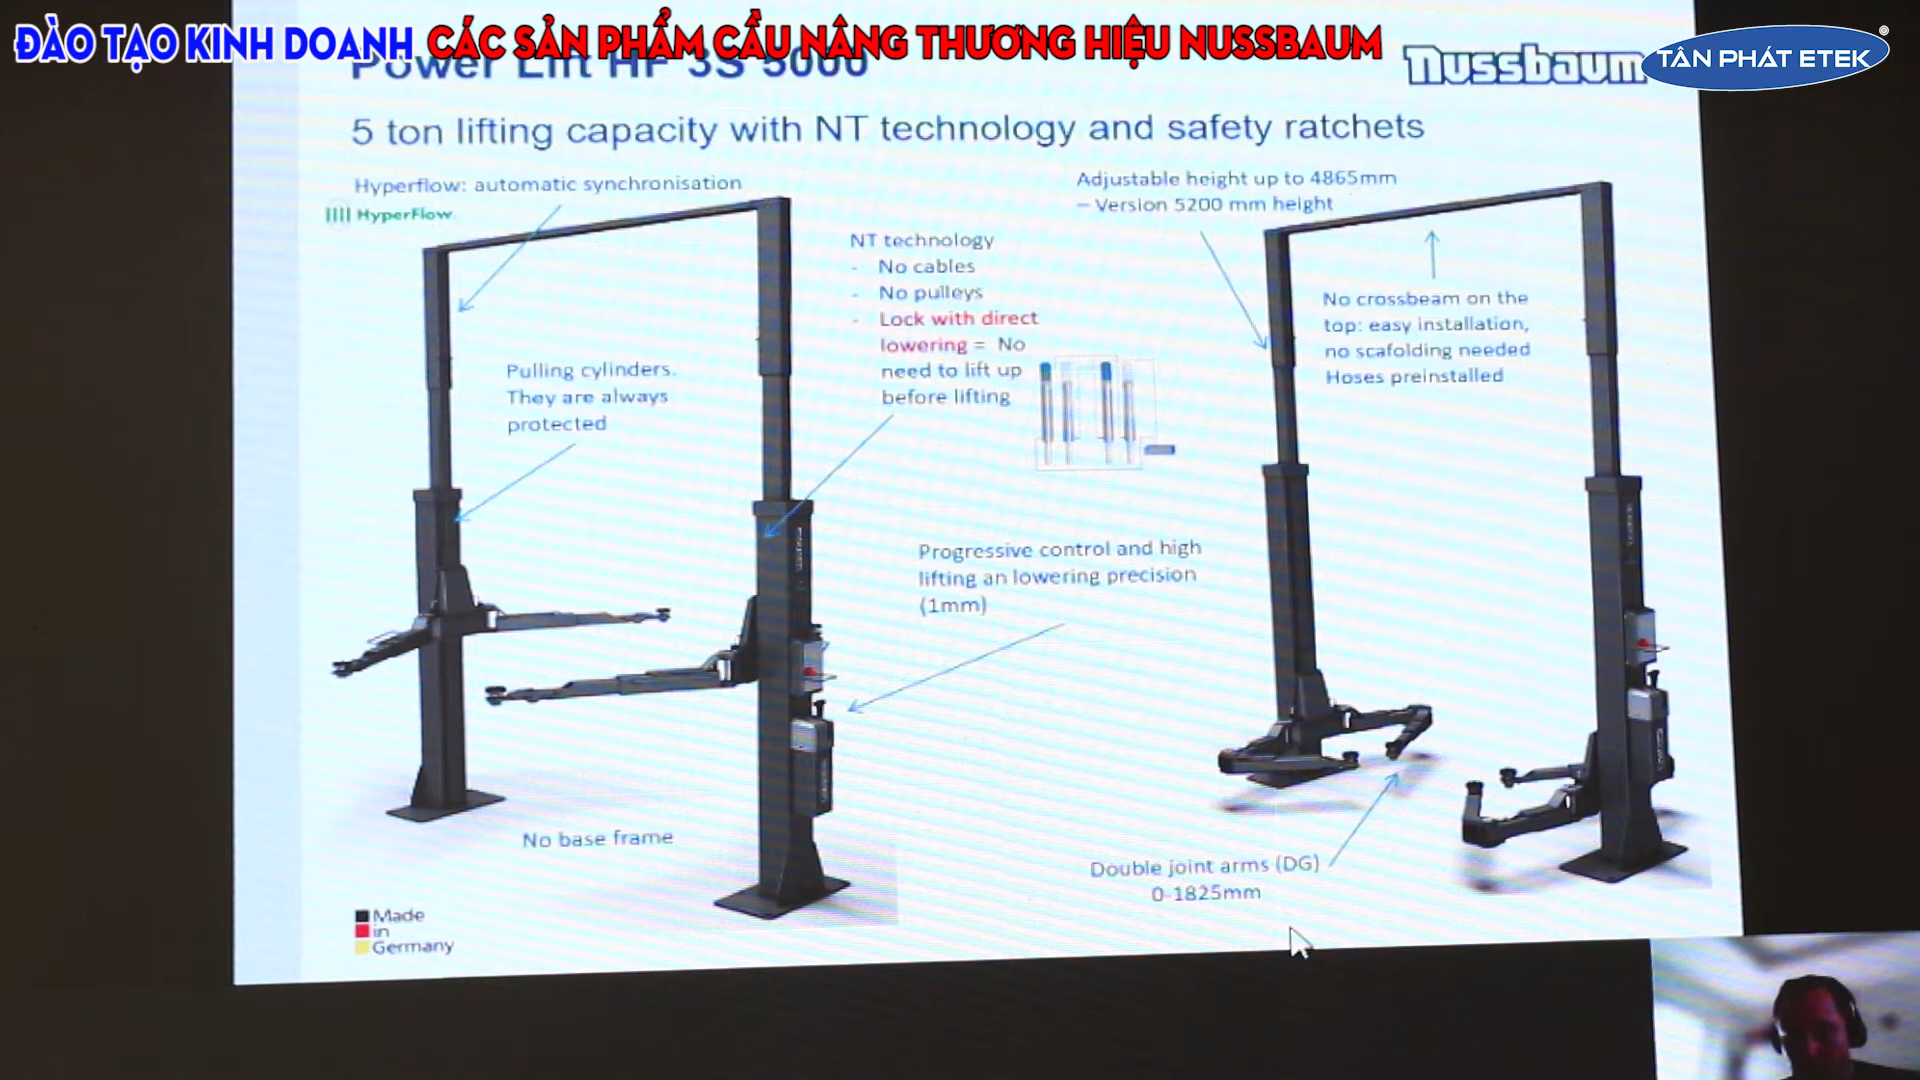 ĐÀO TẠO KINH DOANH CÁC SẢN PHẨM CẦU NÂNG THƯƠNG HIỆU NUSSBAUM
Power Lift HF 3S 5000
Nussbaum
TÂN PHÁT ETEK
5 ton lifting capacity with NT technology and safety ratchets
Hyperflow: automatic synchronisation
HyperFlow
Adjustable height up to 4865mm
– Version 5200 mm height
NT technology
- No cables
- No pulleys
- Lock with direct
lowering = No
need to lift up
before lifting
No crossbeam on the
top: easy installation,
no scafolding needed
Hoses preinstalled
Pulling cylinders.
They are always
protected
Progressive control and high
lifting an lowering precision
(1mm)
No base frame
Double joint arms (DG)
0-1825mm
Made
in
Germany